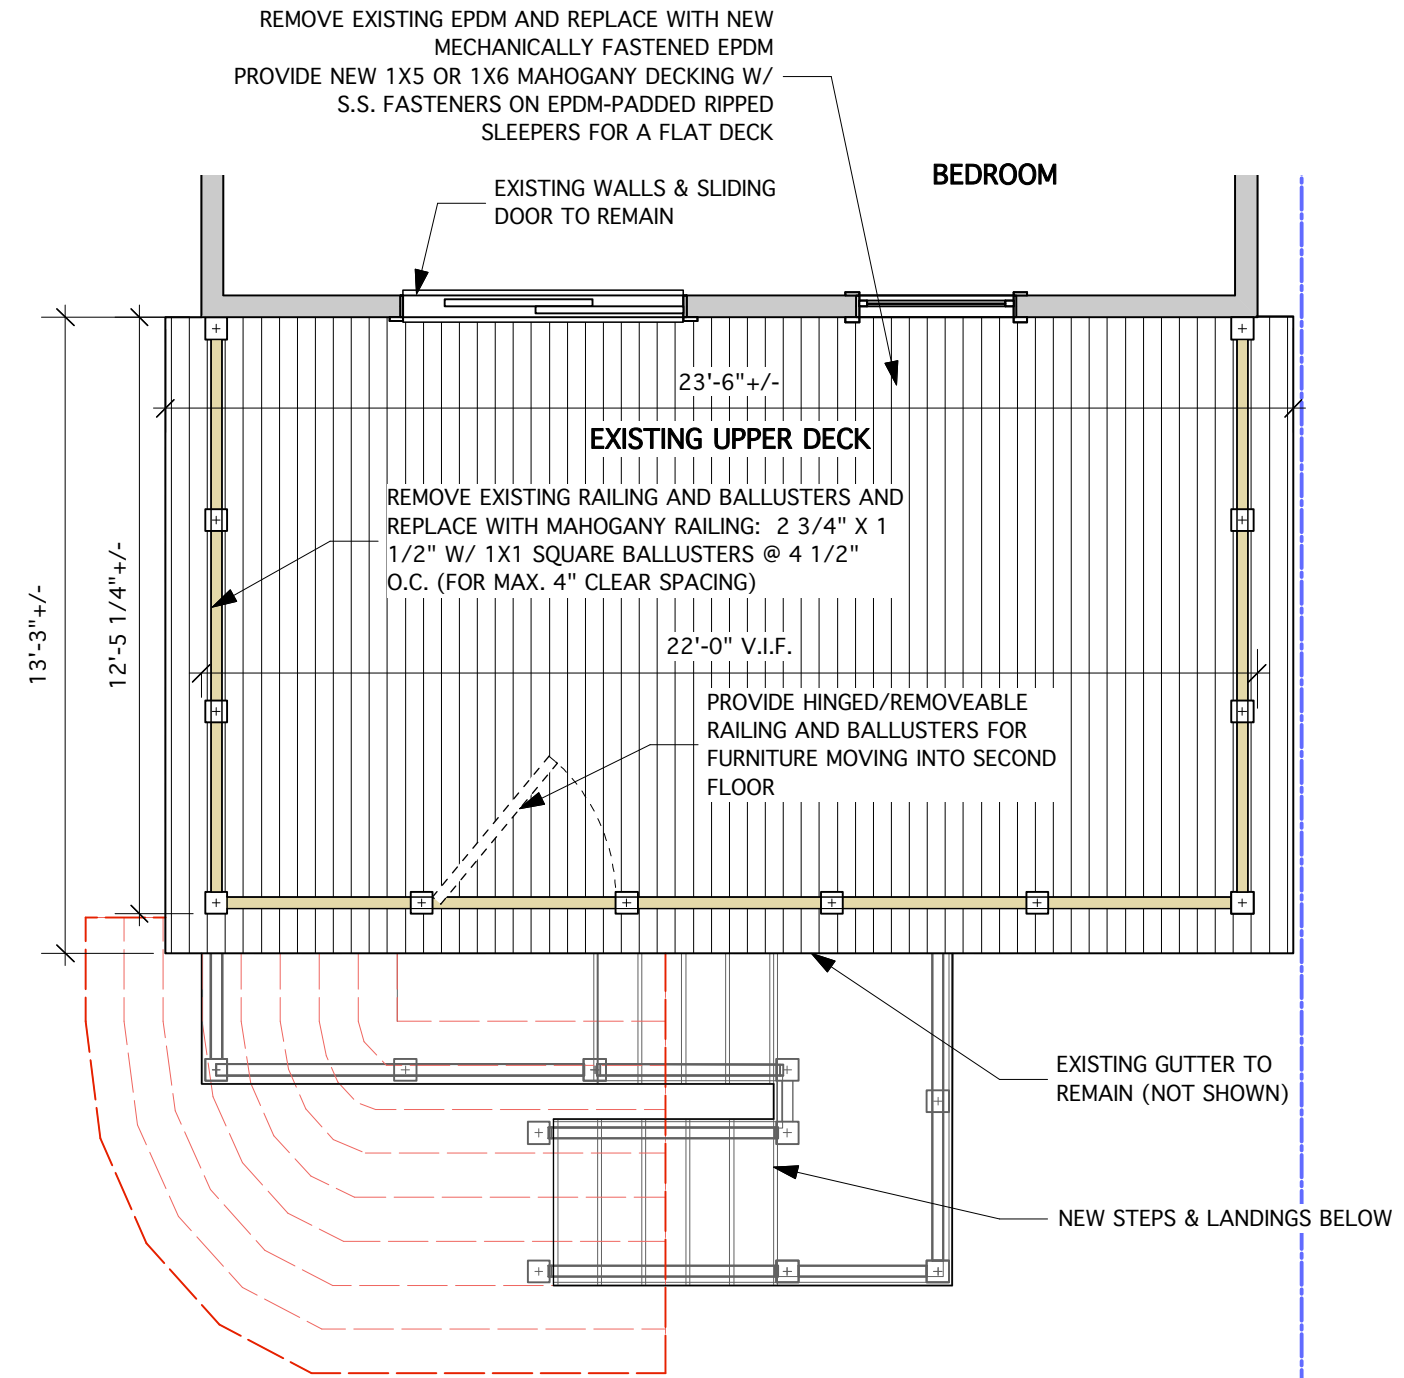 REMOVE EXISTING EPDM AND REPLACE WITH NEW
MECHANICALLY FASTENED EPDM
PROVIDE NEW 1X5 OR 1X6 MAHOGANY DECKING W/
S.S. FASTENERS ON EPDM-PADDED RIPPED
SLEEPERS FOR A FLAT DECK
BEDROOM
EXISTING WALLS & SLIDING
DOOR TO REMAIN
23'-6"+/-
EXISTING UPPER DECK
REMOVE EXISTING RAILING AND BALLUSTERS AND
REPLACE WITH MAHOGANY RAILING: 2 3/4" X 1
1/2" W/ 1X1 SQUARE BALLUSTERS @ 4 1/2"
O.C. (FOR MAX. 4" CLEAR SPACING)
13'-3"+/-
12'-5 1/4"+/-
22'-0" V.I.F.
PROVIDE HINGED/REMOVEABLE
RAILING AND BALLUSTERS FOR
FURNITURE MOVING INTO SECOND
FLOOR
EXISTING GUTTER TO
REMAIN (NOT SHOWN)
NEW STEPS & LANDINGS BELOW